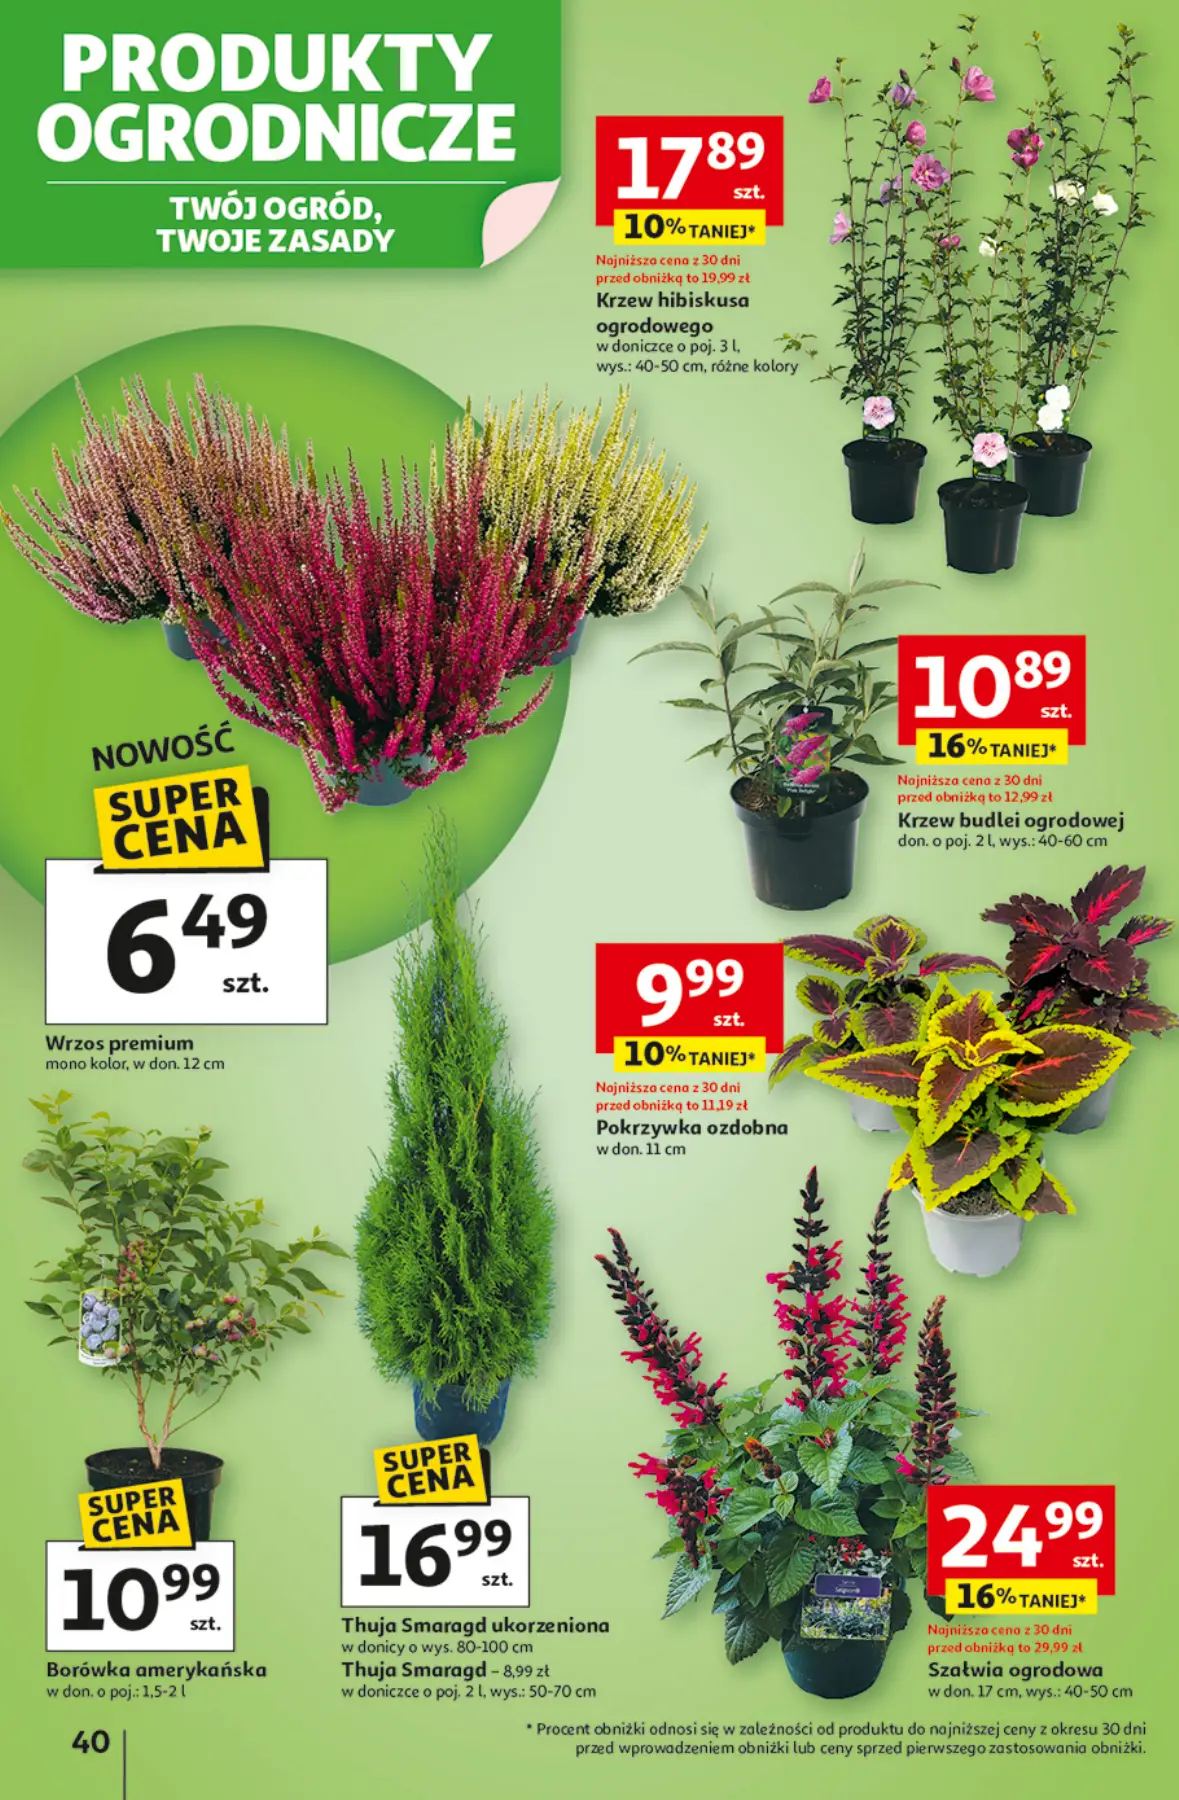 PRODUKTY
OGRODNICZE
TWÓJ OGRÓD,
TWOJE ZASADY
17 89
szt.
10% TANIEJ*
Najniższa cena z 30 dni
przed obniżką to 19,99 zł
Krzew hibiskusa
ogrodowego
w doniczce o poj. 3 l,
wys.: 40-50 cm, różne kolory
10 89
szt.
16% TANIEJ*
Najniższa cena z 30 dni
przed obniżką to 12,99 zł
Krzew budlei ogrodowej
don. o poj. 2 l, wys.: 40-60 cm
NOWOŚĆ
SUPER
CENA
6 49
szt.
Wrzos premium
mono kolor, w don. 12 cm
9 99
szt.
10% TANIEJ*
Najniższa cena z 30 dni
przed obniżką to 11,19 zł
Pokrzywka ozdobna
w don. 11 cm
SUPER
CENA
10 99
szt.
Borówka amerykańska
w don. o poj.: 1,5-2 l
SUPER
CENA
16 99
szt.
Thuja Smaragd ukorzeniona
w donicy o wys. 80-100 cm
Thuja Smaragd – 8,99 zł
w doniczce o poj. 2 l, wys.: 50-70 cm
24 99
szt.
16% TANIEJ*
Najniższa cena z 30 dni
przed obniżką to 29,99 zł
Szałwia ogrodowa
w don. 17 cm, wys.: 40-50 cm
* Procent obniżki odnosi się w zależności od produktu do najniższej ceny z okresu 30 dni
przed wprowadzeniem obniżki lub ceny sprzed pierwszego zastosowania obniżki.
40